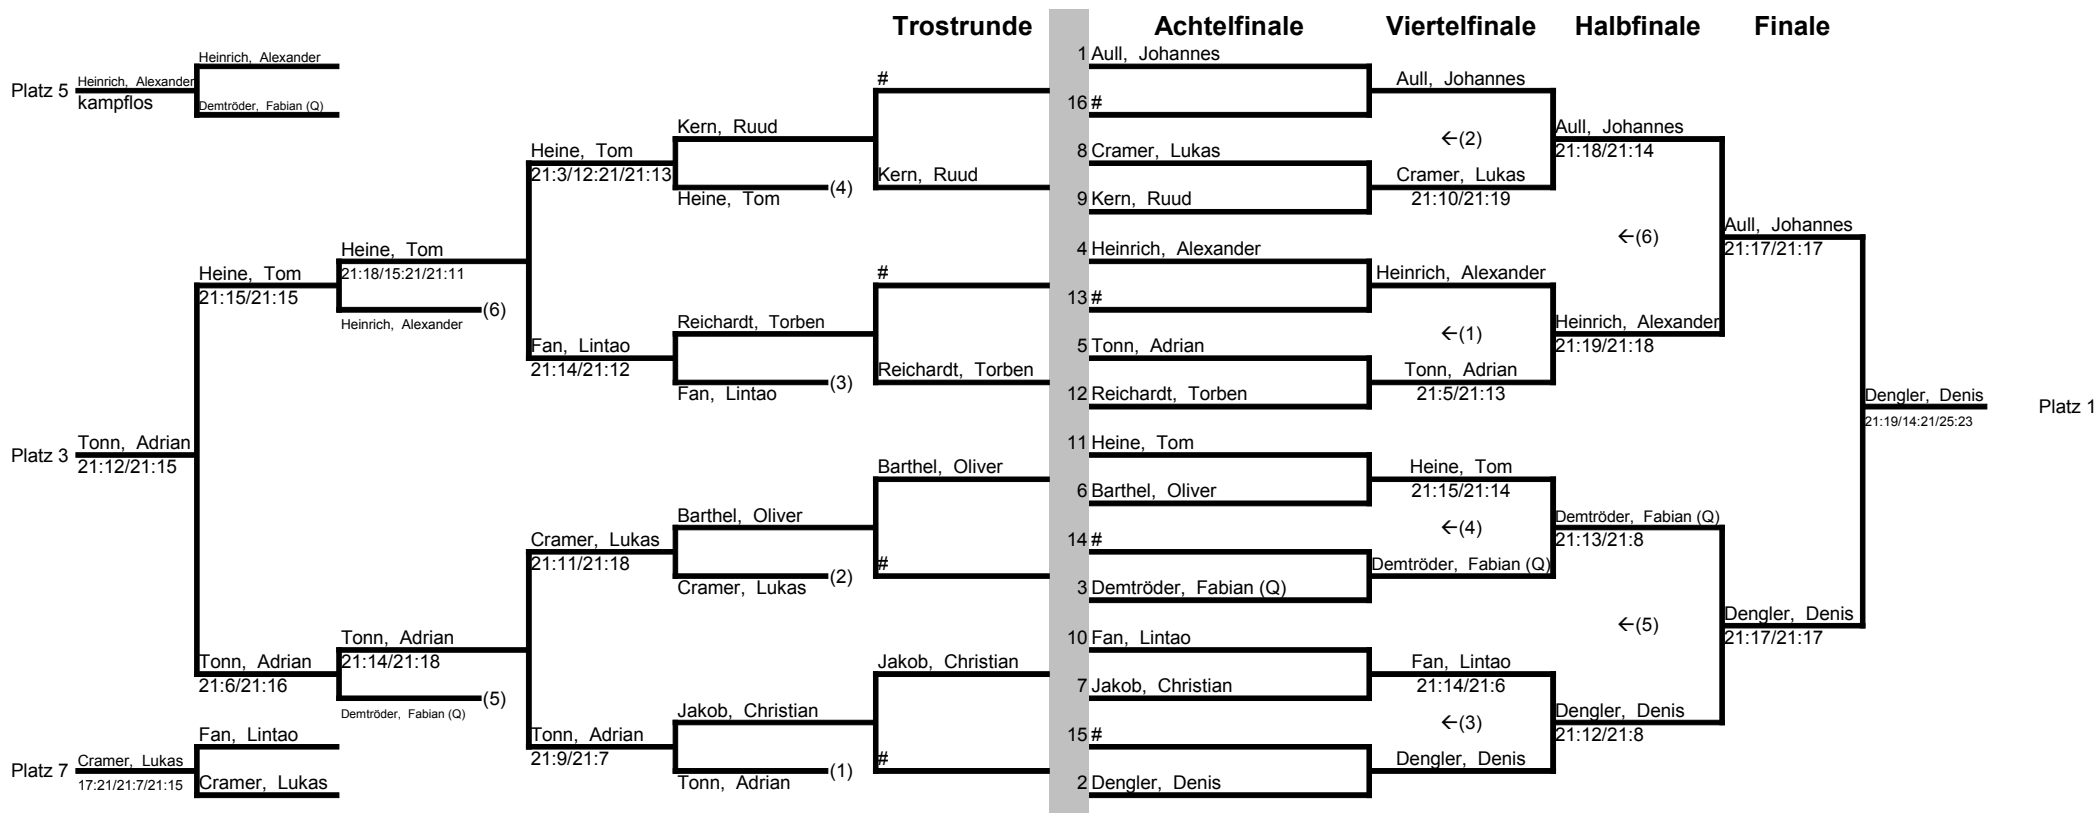 Trostrunde
Achtelfinale
Viertelfinale
Halbfinale
Finale
Platz 5
Heinrich, Alexander
kampflos
Heinrich, Alexander
Demtröder, Fabian (Q)
Platz 3
Tonn, Adrian
21:12/21:15
Heine, Tom
21:15/21:15
Tonn, Adrian
21:6/21:16
Platz 7
Cramer, Lukas
17:21/21:7/21:15
Fan, Lintao
Cramer, Lukas
Heine, Tom
21:18/15:21/21:11
(6)
Heinrich, Alexander
Tonn, Adrian
21:14/21:18
(5)
Demtröder, Fabian (Q)
Heine, Tom
21:3/12:21/21:13
Fan, Lintao
21:14/21:12
Cramer, Lukas
21:11/21:18
Tonn, Adrian
21:9/21:7
Kern, Ruud
(4)
Heine, Tom
Reichardt, Torben
(3)
Fan, Lintao
Barthel, Oliver
(2)
Cramer, Lukas
Jakob, Christian
(1)
Tonn, Adrian
#
Kern, Ruud
#
Reichardt, Torben
Barthel, Oliver
#
Jakob, Christian
#
1 Aull, Johannes
16 #
8 Cramer, Lukas
9 Kern, Ruud
4 Heinrich, Alexander
13 #
5 Tonn, Adrian
12 Reichardt, Torben
11 Heine, Tom
6 Barthel, Oliver
14 #
3 Demtröder, Fabian (Q)
10 Fan, Lintao
7 Jakob, Christian
15 #
2 Dengler, Denis
Aull, Johannes
←(2)
Cramer, Lukas
21:10/21:19
Heinrich, Alexander
←(1)
Tonn, Adrian
21:5/21:13
Heine, Tom
21:15/21:14
←(4)
Demtröder, Fabian (Q)
Fan, Lintao
21:14/21:6
←(3)
Dengler, Denis
Aull, Johannes
21:18/21:14
←(6)
Heinrich, Alexander
21:19/21:18
Demtröder, Fabian (Q)
21:13/21:8
←(5)
Dengler, Denis
21:12/21:8
Aull, Johannes
21:17/21:17
Dengler, Denis
21:17/21:17
Dengler, Denis
21:19/14:21/25:23
Platz 1